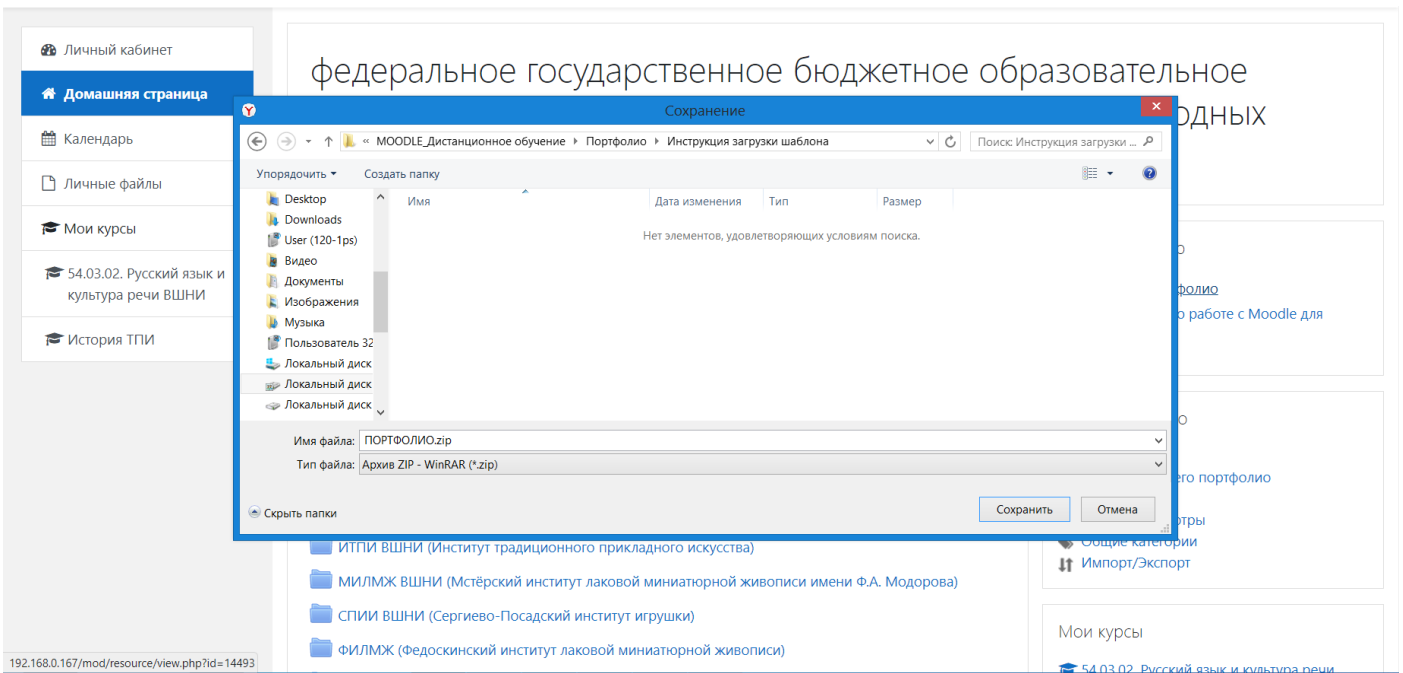 Личный кабинет
Домашняя страница
Календарь
Личные файлы
Мои курсы
54.03.02. Русский язык и
культура речи ВШНИ
История ТПИ
федеральное государственное бюджетное образовательное
одных
Сохранение
« MOODLE_Дистанционное обучение Портфолио Инструкция загрузки шаблона
Поиск: Инструкция загрузки ...
Упорядочить
Создать папку
Имя
Дата изменения
Тип
Размер
Нет элементов, удовлетворяющих условиям поиска.
Desktop
Downloads
User (120-1ps)
Видео
Документы
Изображения
Музыка
Пользователь 32
Локальный диск
Локальный диск
Локальный диск
Имя файла: ПОРТФОЛИО.zip
Тип файла: Архив ZIP - WinRAR (*.zip)
Скрыть папки
Сохранить
Отмена
о
фолио
о работе с Moodle для
о
его портфолио
тры
Общие категории
Импорт/Экспорт
ИТПИ ВШНИ (Институт традиционного прикладного искусства)
МИЛМЖ ВШНИ (Мстёрский институт лаковой миниатюрной живописи имени Ф.А. Модорова)
СПИИ ВШНИ (Сергиево-Посадский институт игрушки)
ФИЛМЖ (Федоскинский институт лаковой миниатюрной живописи)
Мои курсы
54.03.02. Русский язык и культура речи
192.168.0.167/mod/resource/view.php?id=14493